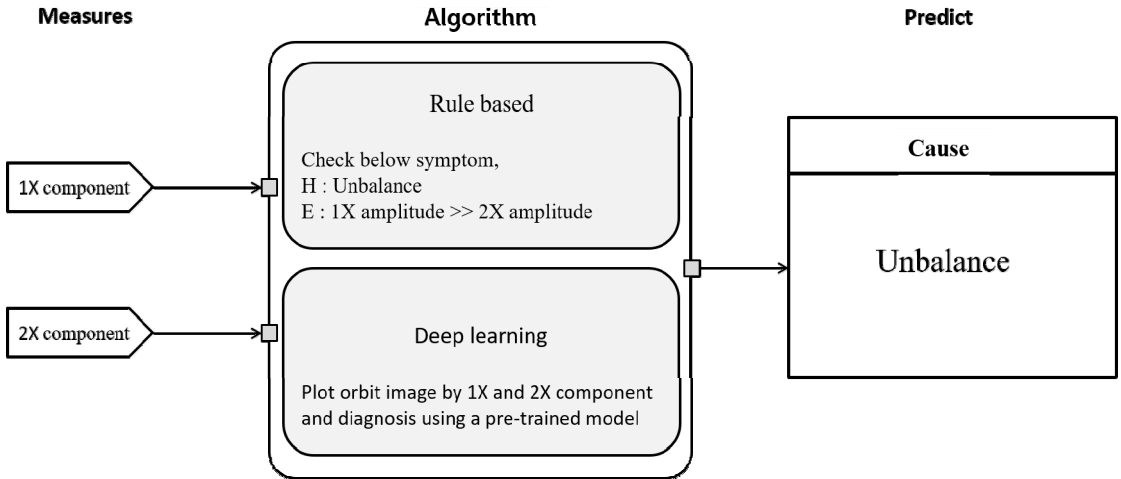 Measures
Algorithm
Predict
1X component
2X component
Rule based
Check below symptom,
H : Unbalance
E : 1X amplitude >> 2X amplitude
Deep learning
Plot orbit image by 1X and 2X component
and diagnosis using a pre-trained model
Cause
Unbalance